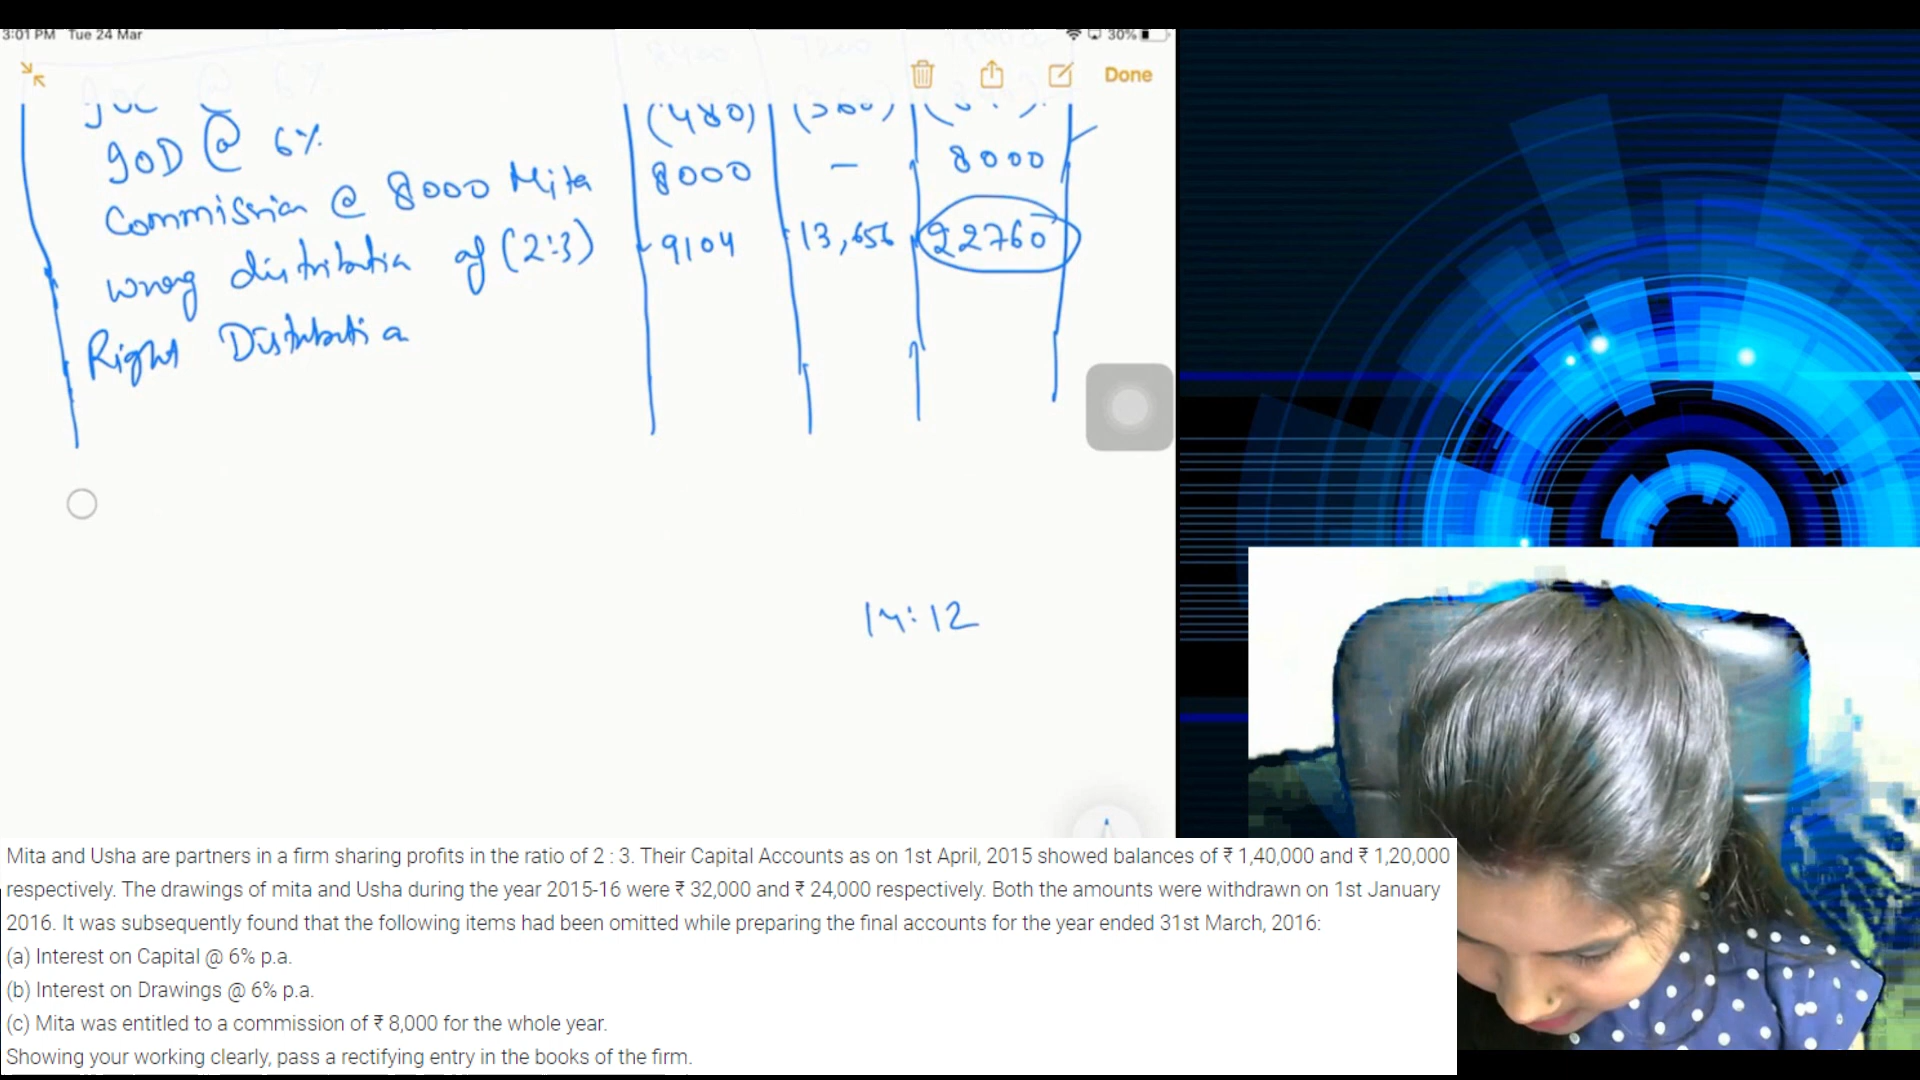 3:01 PM Tue 24 Mar
30%
Done
IOD @ 6% (480) (360)
Commission @ 8000 Mita 8000 – 8000
wrong distribution of (2:3) 9104 13,656 22760
Right Distribution
14:12
Mita and Usha are partners in a firm sharing profits in the ratio of 2 : 3. Their Capital Accounts as on 1st April, 2015 showed balances of ₹ 1,40,000 and ₹ 1,20,000
respectively. The drawings of mita and Usha during the year 2015-16 were ₹ 32,000 and ₹ 24,000 respectively. Both the amounts were withdrawn on 1st January
2016. It was subsequently found that the following items had been omitted while preparing the final accounts for the year ended 31st March, 2016:
(a) Interest on Capital @ 6% p.a.
(b) Interest on Drawings @ 6% p.a.
(c) Mita was entitled to a commission of ₹ 8,000 for the whole year.
Showing your working clearly, pass a rectifying entry in the books of the firm.